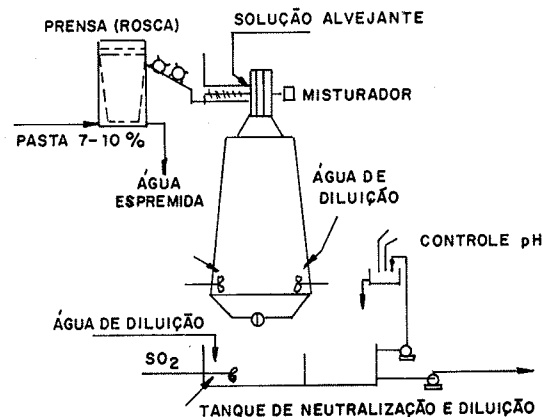 SOLUÇÃO ALVEJANTE
PRENSA (ROSCA)
MISTURADOR
PASTA 7-10 %
ÁGUA
ESPREMIDA
ÁGUA DE
DILUIÇÃO
CONTROLE pH
ÁGUA DE DILUIÇÃO
SO2
TANQUE DE NEUTRALIZAÇÃO E DILUIÇÃO